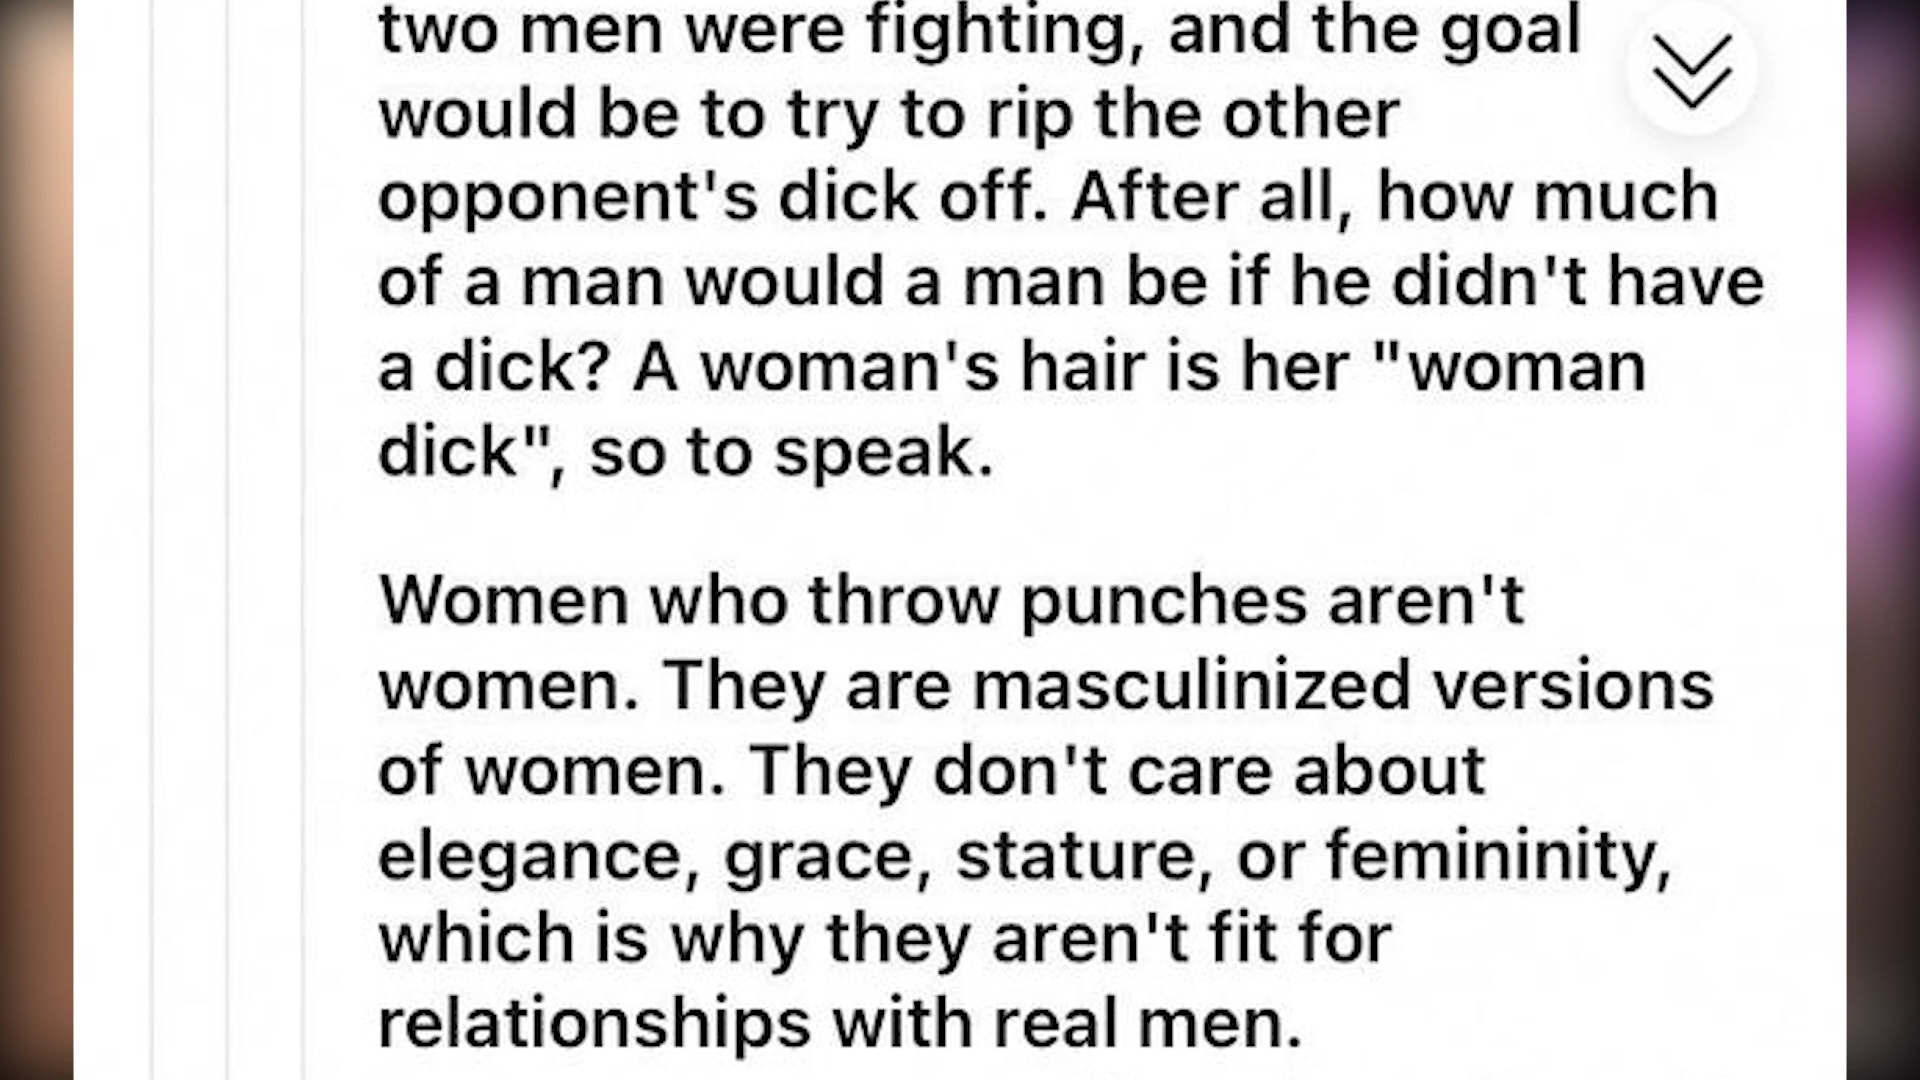 two men were fighting, and the goal
would be to try to rip the other
opponent's dick off. After all, how much
of a man would a man be if he didn't have
a dick? A woman's hair is her "woman
dick", so to speak.
Women who throw punches aren't
women. They are masculinized versions
of women. They don't care about
elegance, grace, stature, or femininity,
which is why they aren't fit for
relationships with real men.